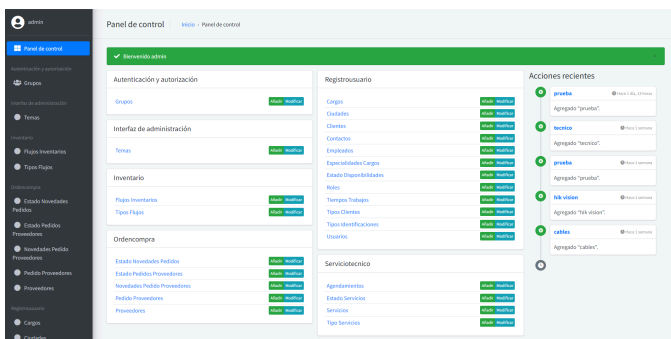 admin
Panel de control
Autenticación y autorización
Grupos
Interfaz de administración
Temas
Inventario
Flujos Inventarios
Tipos Flujos
Ordencompra
Estado Novedades
Pedidos
Estado Pedidos
Proveedores
Novedades Pedido
Proveedores
Pedido Proveedores
Proveedores
Registrousuario
Cargos
Ciudades
Panel de control
Inicio › Panel de control
Bienvenido admin
Autenticación y autorización
Grupos Añadir Modificar
Interfaz de administración
Temas Añadir Modificar
Inventario
Flujos Inventarios Añadir Modificar
Tipos Flujos Añadir Modificar
Ordencompra
Estado Novedades Pedidos Añadir Modificar
Estado Pedidos Proveedores Añadir Modificar
Novedades Pedido Proveedores Añadir Modificar
Pedido Proveedores Añadir Modificar
Proveedores Añadir Modificar
Registrousuario
Cargos Añadir Modificar
Ciudades Añadir Modificar
Clientes Añadir Modificar
Contactos Añadir Modificar
Empleados Añadir Modificar
Especialidades Cargos Añadir Modificar
Estado Disponibilidades Añadir Modificar
Roles Añadir Modificar
Tiempos Trabajos Añadir Modificar
Tipos Clientes Añadir Modificar
Tipos Identificaciones Añadir Modificar
Usuarios Añadir Modificar
Serviciotecnico
Agendamientos Añadir Modificar
Estado Servicios Añadir Modificar
Servicios Añadir Modificar
Tipo Servicios Añadir Modificar
Acciones recientes
prueba hace 1 día, horas
Agregado "prueba".
tecnico hace 1 semana
Agregado "tecnico".
prueba hace 1 semana
Agregado "prueba".
hik vision hace 1 semana
Agregado "hik vision".
cables hace 1 semana
Agregado "cables".